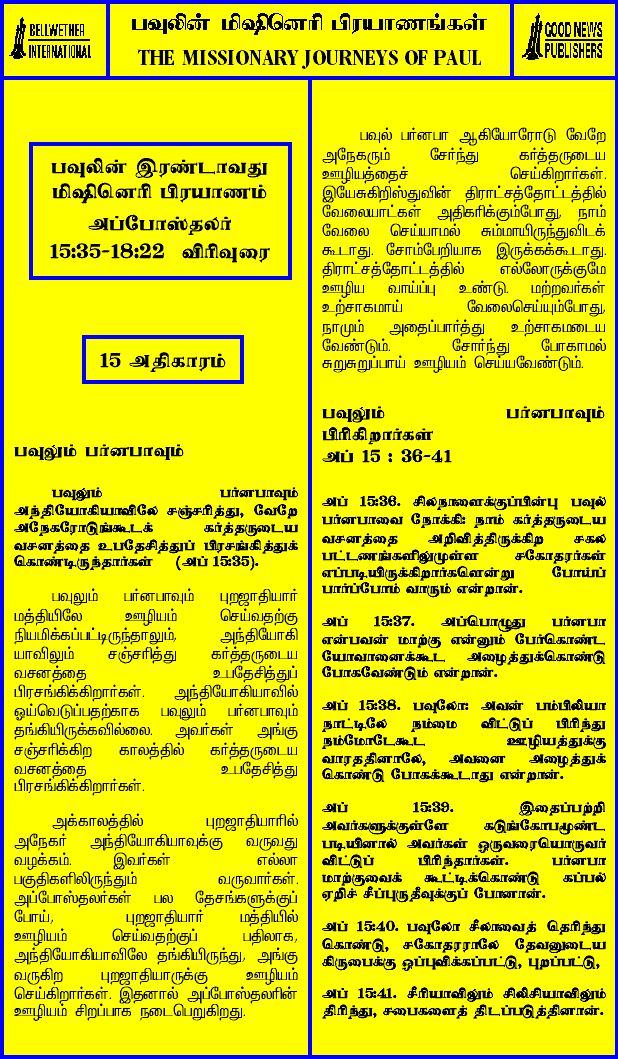 BELLWETHER
INTERNATIONAL
பவுலின் மிஷினெரி பிரயாணங்கள்
THE MISSIONARY JOURNEYS OF PAUL
GOOD NEWS
PUBLISHERS
பவுலின் இரண்டாவது
மிஷினெரி பிரயாணம்
அப்போஸ்தலர்
15:35-18:22 விரிவுரை
15 அதிகாரம்
பவுலும் பர்னபாவும்
பவுலும் பர்னபாவும்
அந்தியோகியாவிலே சஞ்சரித்து, வேறே
அநேகரோடுங்கூடக் கர்த்தருடைய
வசனத்தை உபதேசித்துப் பிரசங்கித்துக்
கொண்டிருந்தார்கள் (அப் 15:35).
பவுலும் பர்னபாவும் புறஜாதியார்
மத்தியிலே ஊழியம் செய்வதற்கு
நியமிக்கப்பட்டிருந்தாலும், அந்தியோகி
யாவிலும் சஞ்சரித்து கர்த்தருடைய
வசனத்தை உபதேசித்துப்
பிரசங்கிக்கிறார்கள். அந்தியோகியாவில்
ஓய்வெடுப்பதற்காக பவுலும் பர்னபாவும்
தங்கியிருக்கவில்லை. அவர்கள் அங்கு
சஞ்சரிக்கிற காலத்தில் கர்த்தருடைய
வசனத்தை உபதேசித்து
பிரசங்கிக்கிறார்கள்.
அக்காலத்தில் புறஜாதியாரில்
அநேகர் அந்தியோகியாவுக்கு வருவது
வழக்கம். இவர்கள் எல்லா
பகுதிகளிலிருந்தும் வருவார்கள்.
அப்போஸ்தலர்கள் பல தேசங்களுக்குப்
போய், புறஜாதியார் மத்தியில்
ஊழியம் செய்வதற்குப் பதிலாக,
அந்தியோகியாவிலே தங்கியிருந்து, அங்கு
வருகிற புறஜாதியாருக்கு ஊழியம்
செய்கிறார்கள். இதனால் அப்போஸ்தலரின்
ஊழியம் சிறப்பாக நடைபெறுகிறது.
பவுல் பர்னபா ஆகியோரோடு வேறே
அநேகரும் சேர்ந்து கர்த்தருடைய
ஊழியத்தைச் செய்கிறார்கள்.
இயேசுகிறிஸ்துவின் திராட்சத்தோட்டத்தில்
வேலையாட்கள் அதிகரிக்கும்போது, நாம்
வேலை செய்யாமல் சும்மாயிருந்துவிடக்
கூடாது. சோம்பேறியாக இருக்கக்கூடாது.
திராட்சத்தோட்டத்தில் எல்லோருக்குமே
ஊழிய வாய்ப்பு உண்டு. மற்றவர்கள்
உற்சாகமாய் வேலைசெய்யும்போது,
நாமும் அதைப்பார்த்து உற்சாகமடைய
வேண்டும். சோர்ந்து போகாமல்
சுறுசுறுப்பாய் ஊழியம் செய்யவேண்டும்.
பவுலும் பர்னபாவும்
பிரிகிறார்கள்
அப் 15 : 36-41
அப் 15:36. சிலநாளைக்குப்பின்பு பவுல்
பர்னபாவை நோக்கி: நாம் கர்த்தருடைய
வசனத்தை அறிவித்திருக்கிற சகல
பட்டணங்களிலுமுள்ள சகோதரர்கள்
எப்படியிருக்கிறார்களென்று போய்ப்
பார்ப்போம் வாரும் என்றான்.
அப் 15:37. அப்பொழுது பர்னபா
என்பவன் மாற்கு என்னும் பேர்கொண்ட
யோவானைக்கூட அழைத்துக்கொண்டு
போகவேண்டும் என்றான்.
அப் 15:38. பவுலோ: அவன் பம்பிலியா
நாட்டிலே நம்மை விட்டுப் பிரிந்து
நம்மோடேகூட ஊழியத்துக்கு
வாரததினாலே, அவனை அழைத்துக்
கொண்டு போகக்கூடாது என்றான்.
அப் 15:39. இதைப்பற்றி
அவர்களுக்குள்ளே கடுங்கோபமூண்ட
படியினால் அவர்கள் ஒருவரையொருவர்
விட்டுப் பிரிந்தார்கள். பர்னபா
மாற்குவைக் கூட்டிக்கொண்டு கப்பல்
ஏறிச் சீப்புருதீவுக்குப் போனான்.
அப் 15:40. பவுலோ சீலாவைத் தெரிந்து
கொண்டு, சகோதரராலே தேவனுடைய
கிருபைக்கு ஒப்புவிக்கப்பட்டு, புறப்பட்டு,
அப் 15:41. சீரியாவிலும் சிலிசியாவிலும்
திரிந்து, சபைகளைத் திடப்படுத்தினான்.